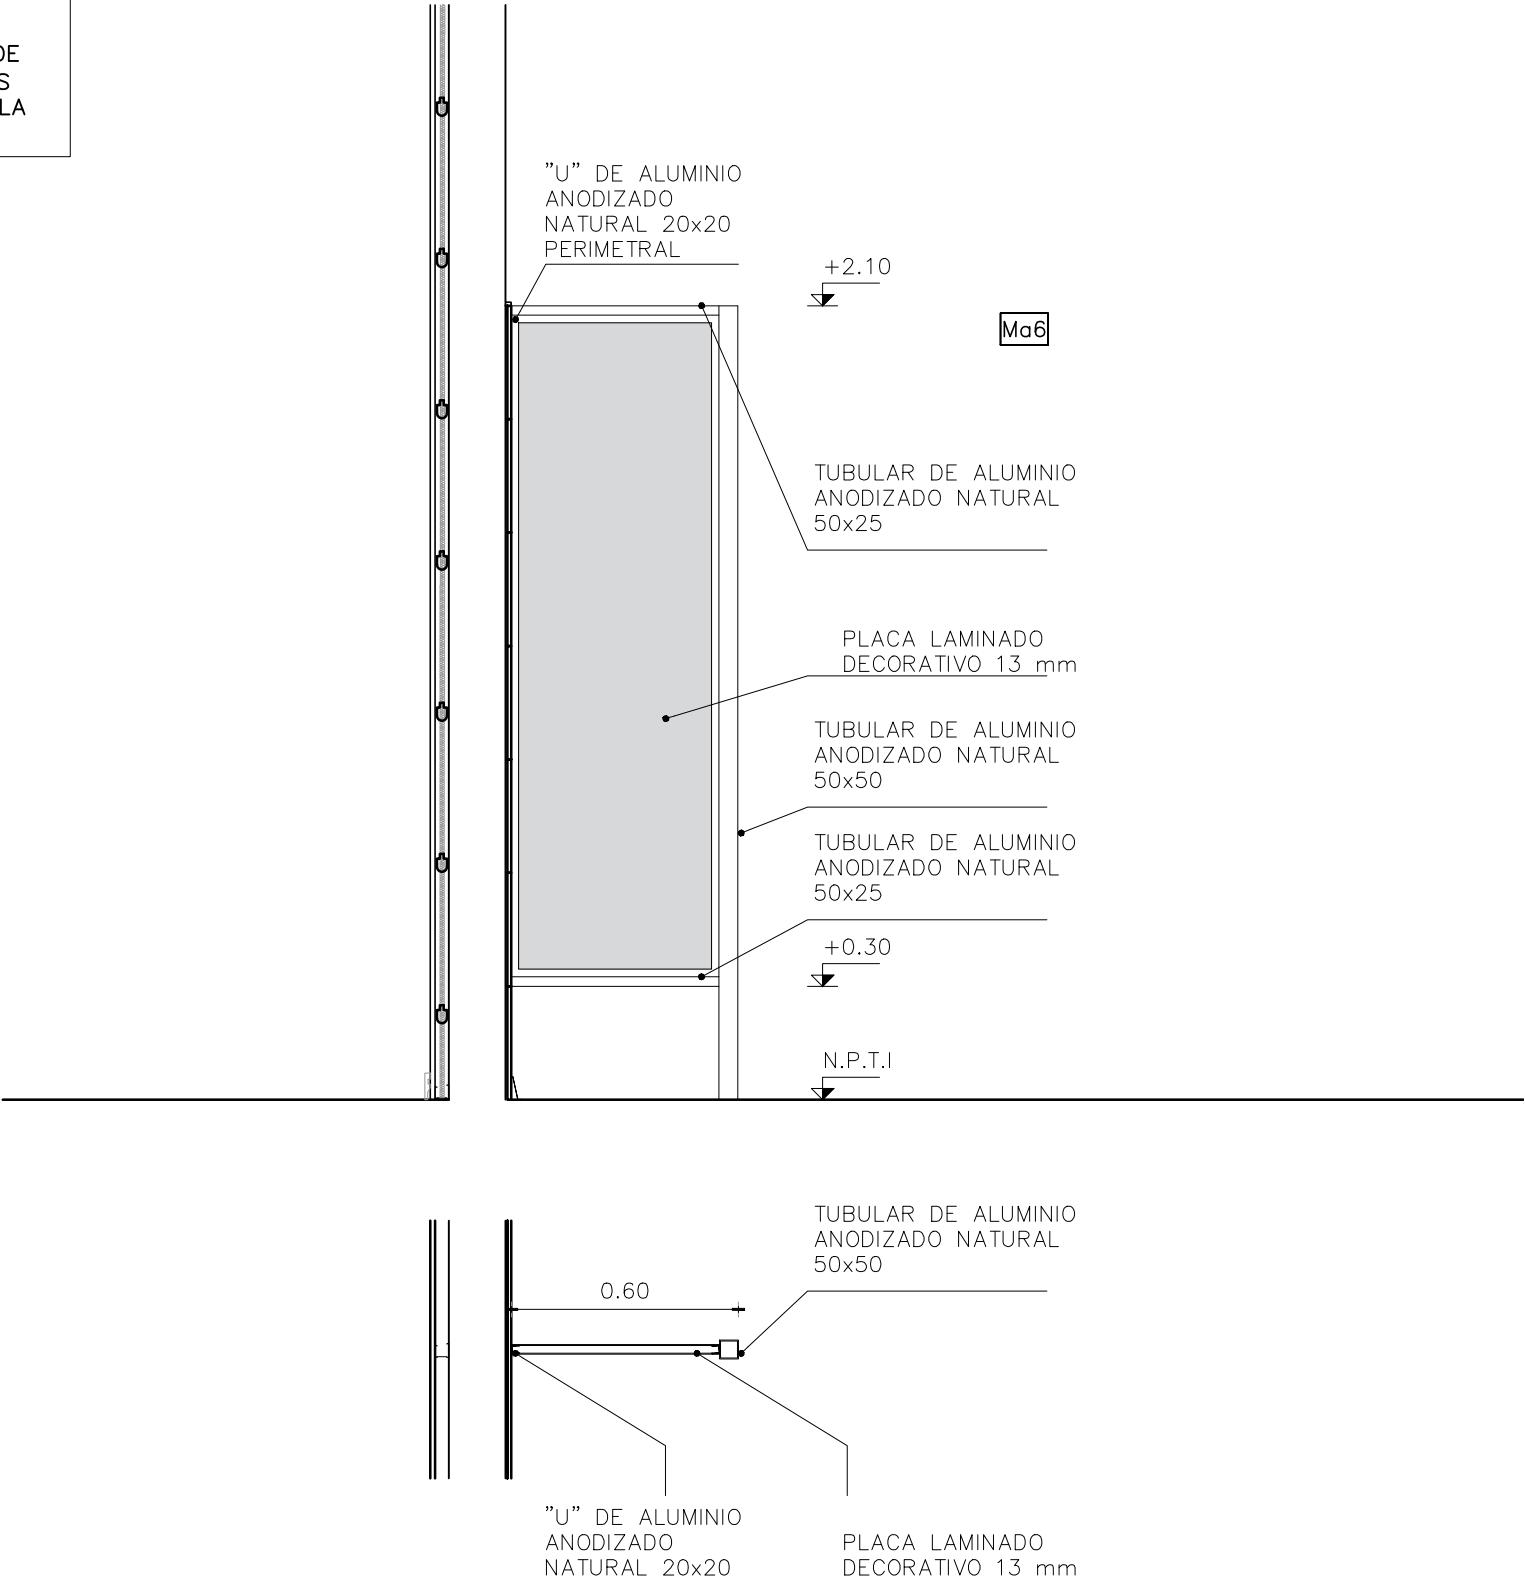 DE
S
LA
"U" DE ALUMINIO
ANODIZADO
NATURAL 20x20
PERIMETRAL
+2.10
Ma6
TUBULAR DE ALUMINIO
ANODIZADO NATURAL
50x25
PLACA LAMINADO
DECORATIVO 13 mm
TUBULAR DE ALUMINIO
ANODIZADO NATURAL
50x50
TUBULAR DE ALUMINIO
ANODIZADO NATURAL
50x25
+0.30
N.P.T.I
TUBULAR DE ALUMINIO
ANODIZADO NATURAL
50x50
0.60
"U" DE ALUMINIO
ANODIZADO
NATURAL 20x20
PLACA LAMINADO
DECORATIVO 13 mm